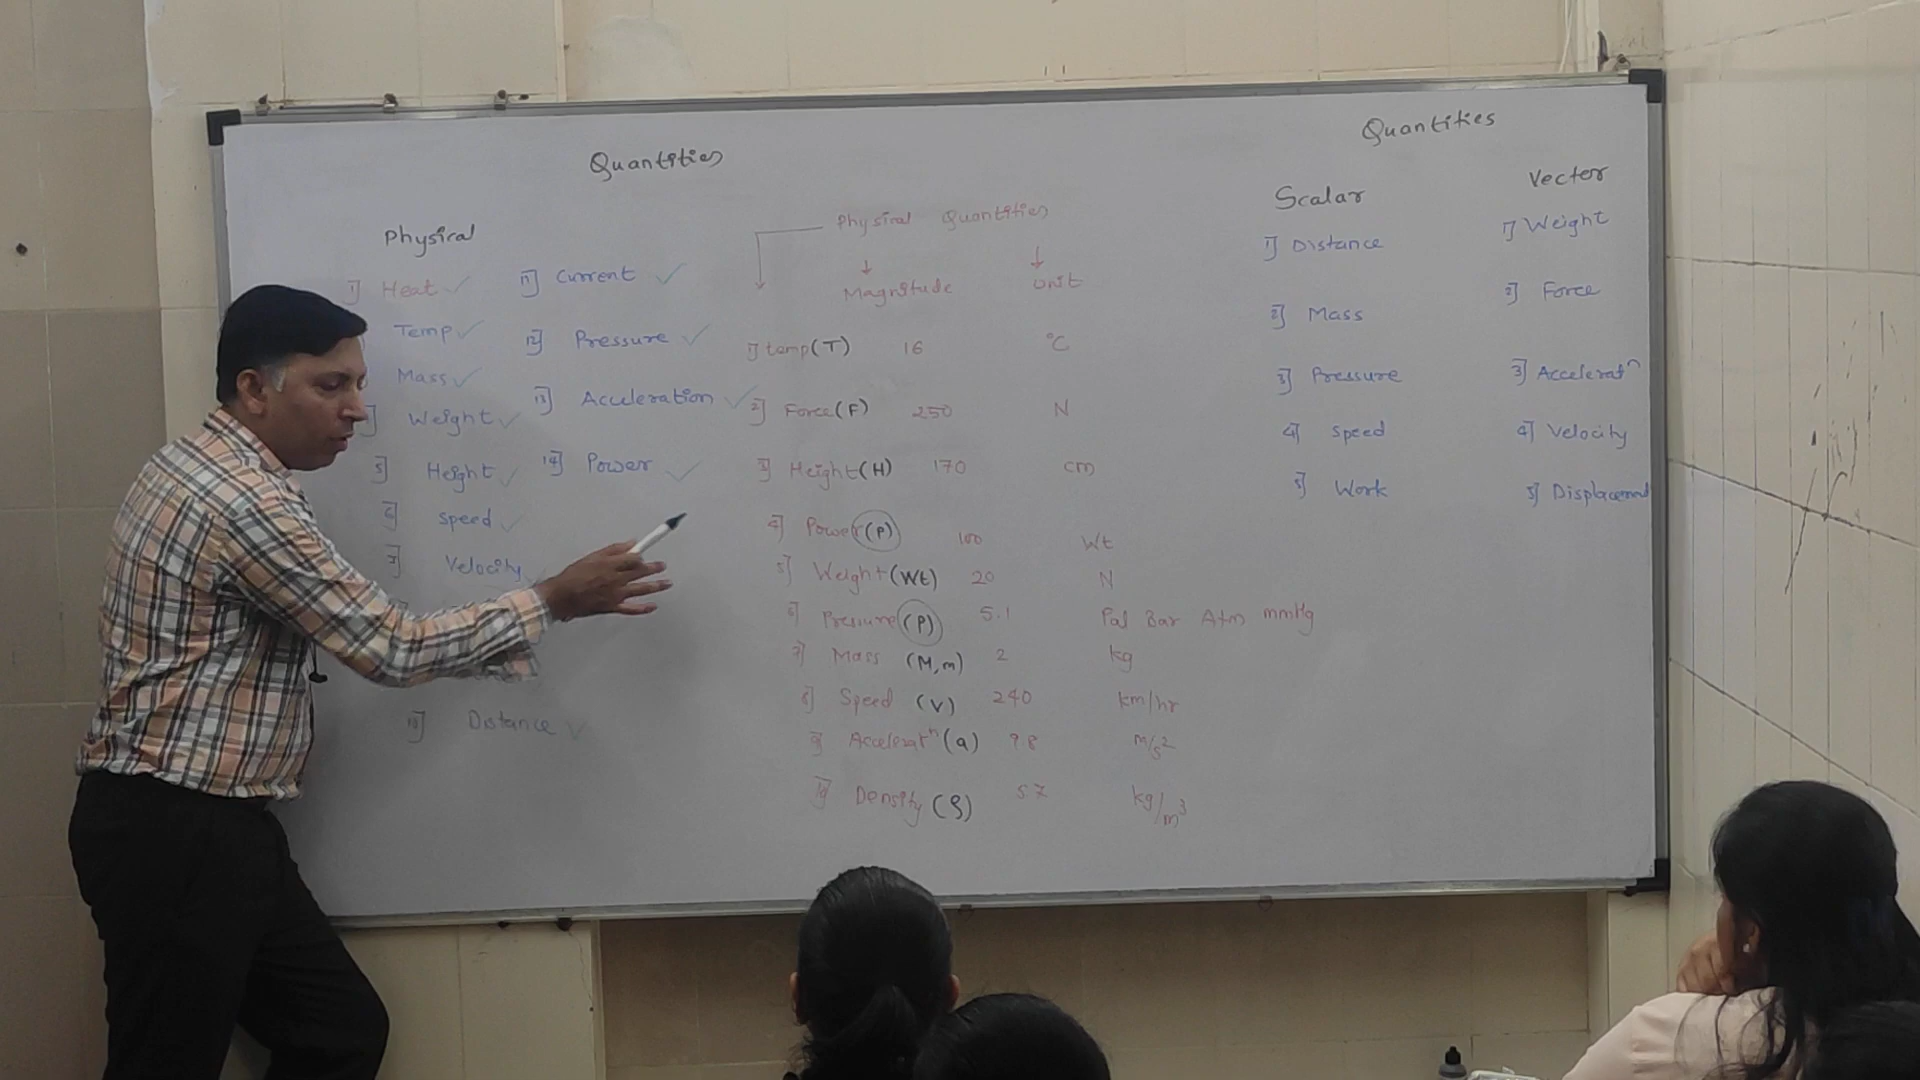 Quantities
Physical
1] Heat ✓
Temp ✓
Mass ✓
] Weight ✓
5] Height ✓
6] Speed ✓
7] Velocity
10] Distance ✓
11] Current ✓
12] Pressure ✓
13] Acceleration ✓
14] Power ✓
Physical Quantities
Magnitude Unit
1] temp(T) 16 °C
2] Force(F) 250 N
3] Height(H) 170 cm
4] Power(P) 100 Wt
5] Weight(Wt) 20 N
6] Pressure(P) 5.1 Pal Bar Atm mmHg
7] Mass (M,m) 2 kg
8] Speed (V) 240 km/hr
9] Acceleratⁿ(a) 9.8 m/s²
10] Density (ρ) kg/m³
Quantities
Scalar Vector
1] Distance 1] Weight
2] Mass 2] Force
3] Pressure 3] Acceleratⁿ
4] Speed 4] Velocity
5] Work 5] Displacement